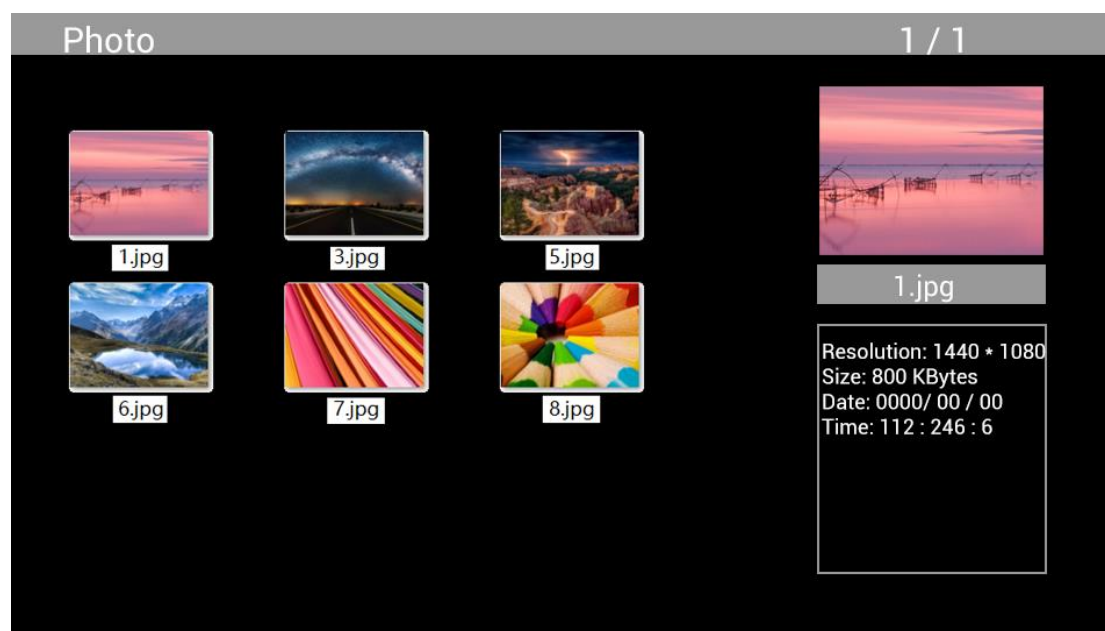 Photo
1 / 1
1.jpg
3.jpg
5.jpg
6.jpg
7.jpg
8.jpg
1.jpg
Resolution: 1440 * 1080
Size: 800 KBytes
Date: 0000/ 00 / 00
Time: 112 : 246 : 6